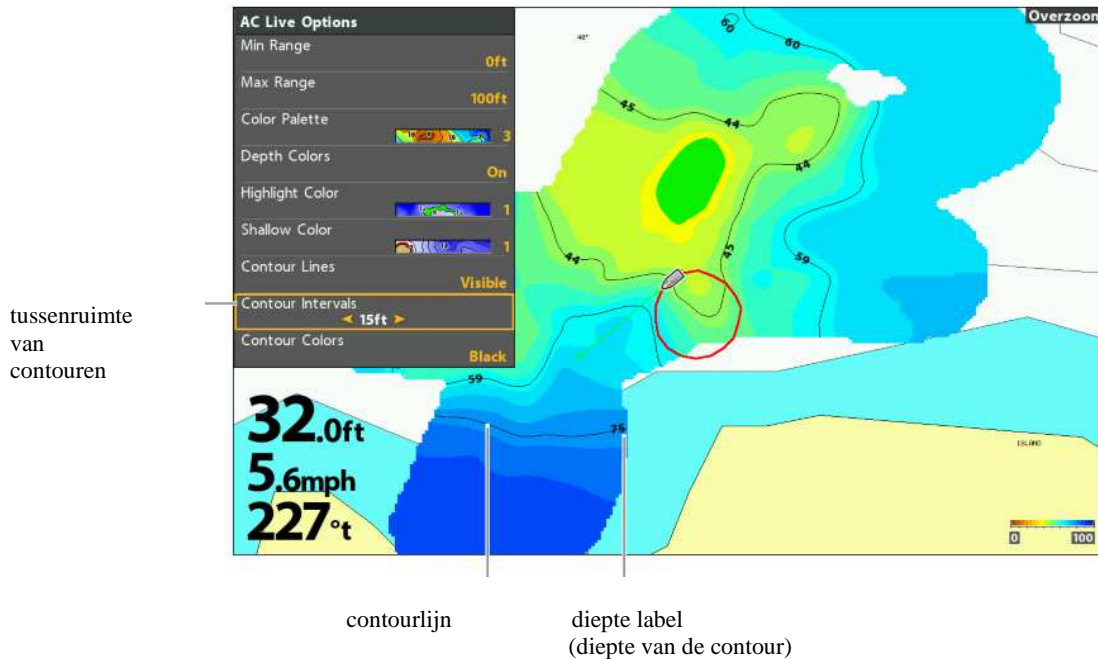 AC Live Options
Min Range
0ft
Max Range
100ft
Color Palette
3
Depth Colors
On
Highlight Color
1
Shallow Color
1
Contour Lines
Visible
Contour Intervals
15ft
Contour Colors
Black
Overzoom
60
60
45
44
44
45
44
59
59
75
ISLAND
32.0ft
5.6mph
227°t
0 100
tussenruimte
van
contouren
contourlijn diepte label
(diepte van de contour)